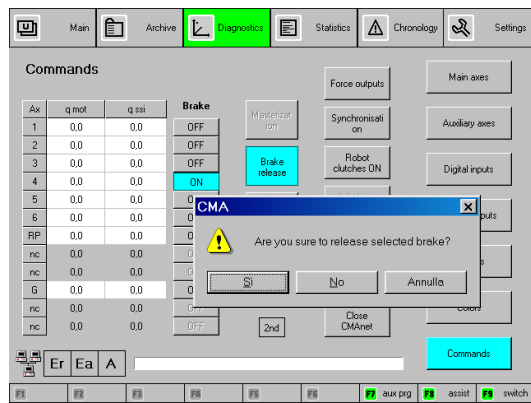 Main Archive Diagnostics Statistics Chronology Settings
Commands
Force outputs
Main axes
Ax q mot q ssi Brake
Masterizat
ion
Synchronisati
on
Auxiliary axes
1 0,0 0,0 OFF
2 0,0 0,0 OFF
3 0,0 0,0 OFF
Brake
release
Robot
clutches ON
Digital inputs
4 0,0 0,0 ON
5 0,0 0,0
6 0,0 0,0
RP 0,0 0,0
nc 0,0 0,0
G 0,0 0,0
nc 0,0 0,0 OFF
nc 0,0 0,0 OFF
CMA
Are you sure to release selected brake?
Si No Annulla
2nd
Close
CMAnet
Colors
Commands
Er Ea A
F1 F2 F3 F4 F5 F6 F7 aux prg F8 assist F9 switch